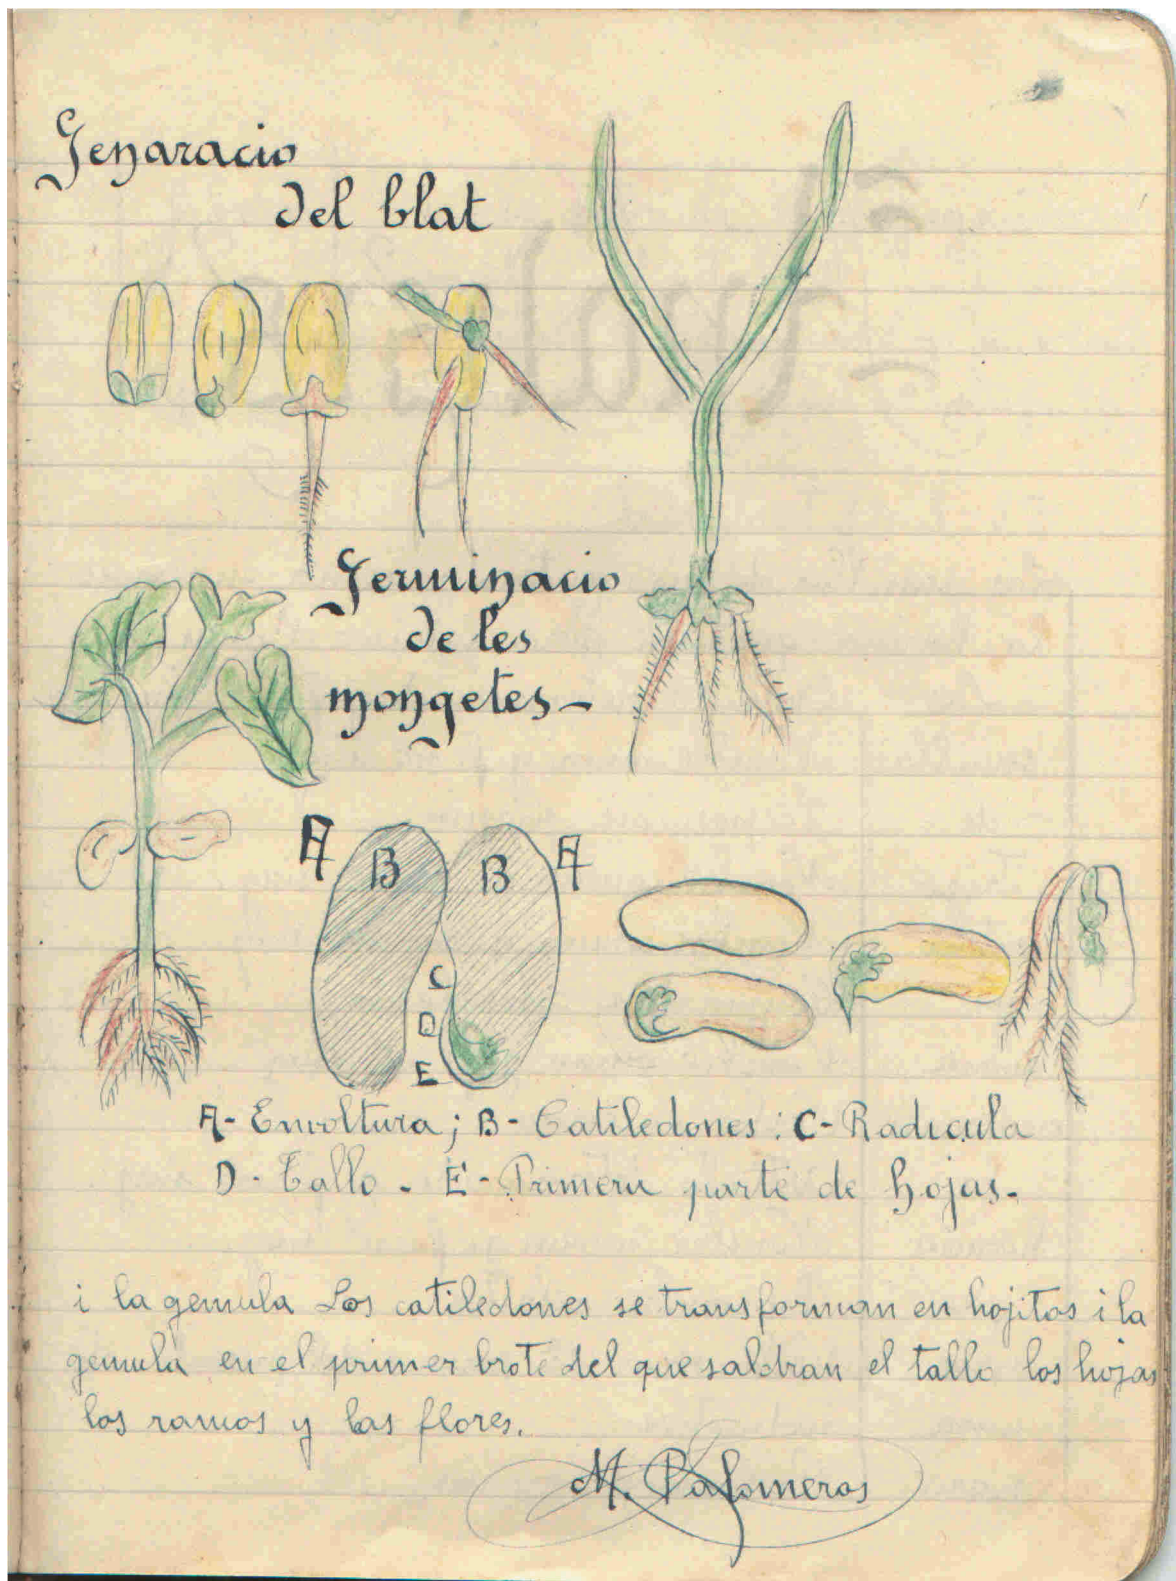 Genaracio
del blat
Germinacio
de les
mongetes-
A B B A
C
D
E
A- Envoltura; B- Catiledones: C- Radicula
D - Tallo - E - Primera parte de hojas-
i la gemula Los catiledones se transforman en hojitas i la
gemula en el primer brote del que saldran el tallo los hojas
los ramos y las flores.
M. Palomeros